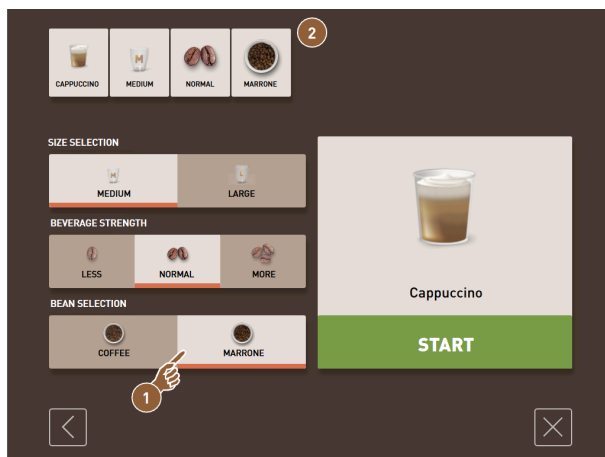 2
M
CAPPUCCINO MEDIUM NORMAL MARRONE
SIZE SELECTION
M L
MEDIUM LARGE
BEVERAGE STRENGTH
LESS NORMAL MORE
BEAN SELECTION
COFFEE MARRONE
1
Cappuccino
START